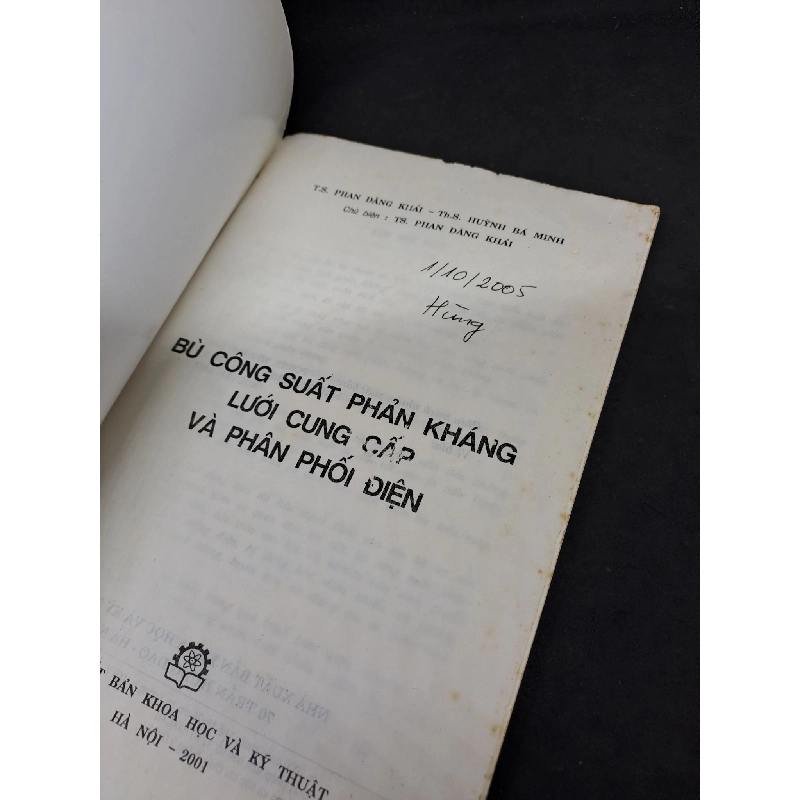 T.S. PHAN ĐĂNG KHẢI - Th.S. HUỲNH BÁ MINH
Chủ biên : TS. PHAN ĐĂNG KHẢI
1/10/2005
Hùng
BÙ CÔNG SUẤT PHẢN KHÁNG
LƯỚI CUNG CẤP
VÀ PHÂN PHỐI ĐIỆN
BẢN KHOA HỌC VÀ KỸ THUẬT
HÀ NỘI - 2001